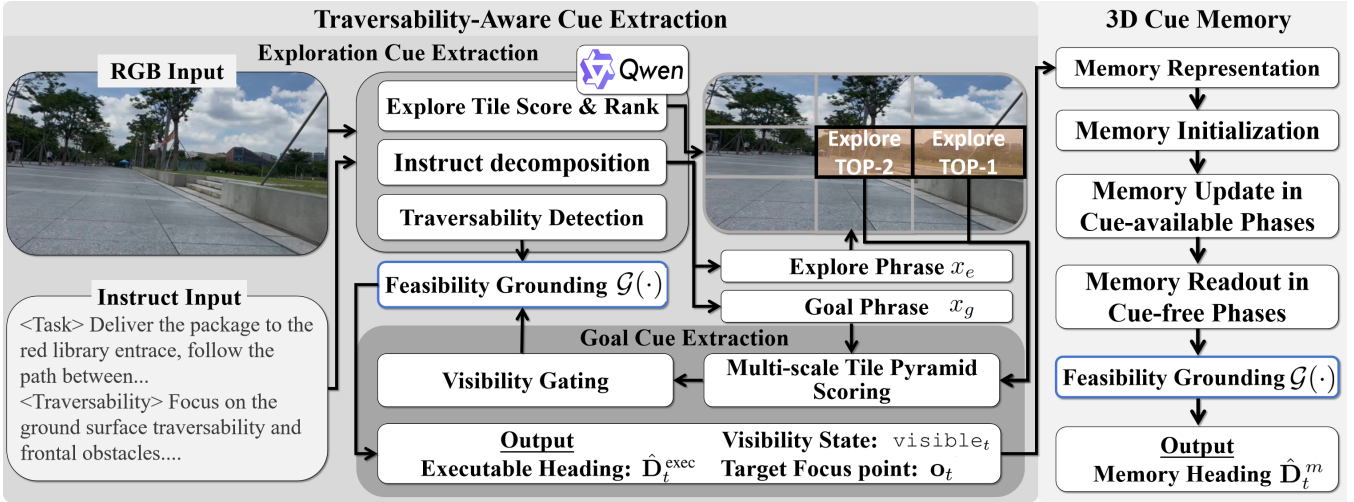 Traversability-Aware Cue Extraction
Exploration Cue Extraction
RGB Input
Qwen
Explore Tile Score & Rank
Instruct decomposition
Traversability Detection
Explore
TOP-2
Explore
TOP-1
Feasibility Grounding 𝒢(·)
Explore Phrase x_e
Goal Phrase x_g
Instruct Input
<Task> Deliver the package to the
red library entrace, follow the
path between...
<Traversability> Focus on the
ground surface traversability and
frontal obstacles....
Goal Cue Extraction
Visibility Gating
Multi-scale Tile Pyramid
Scoring
Output
Executable Heading: D̂_t^exec
Visibility State: visible_t
Target Focus point: o_t
3D Cue Memory
Memory Representation
Memory Initialization
Memory Update in
Cue-available Phases
Memory Readout in
Cue-free Phases
Feasibility Grounding 𝒢(·)
Output
Memory Heading D̂_t^m